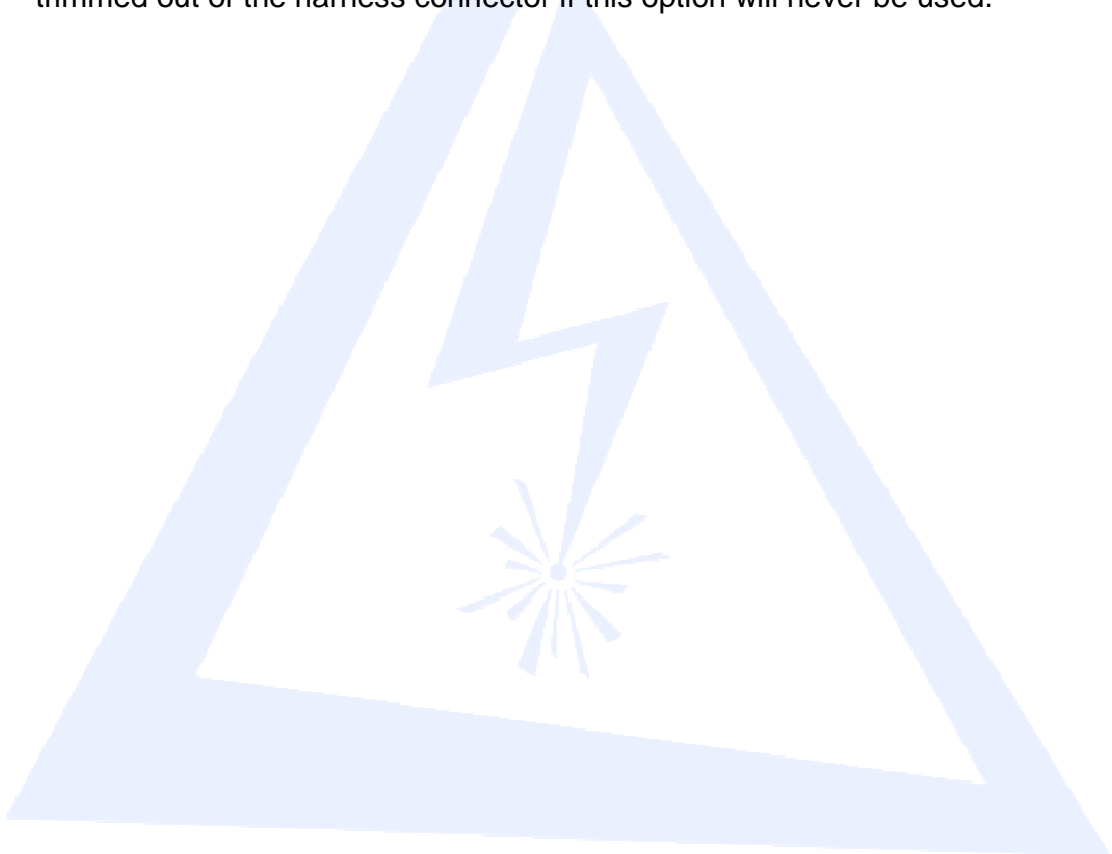 trimmed out of the harness connector if this option will never be used.